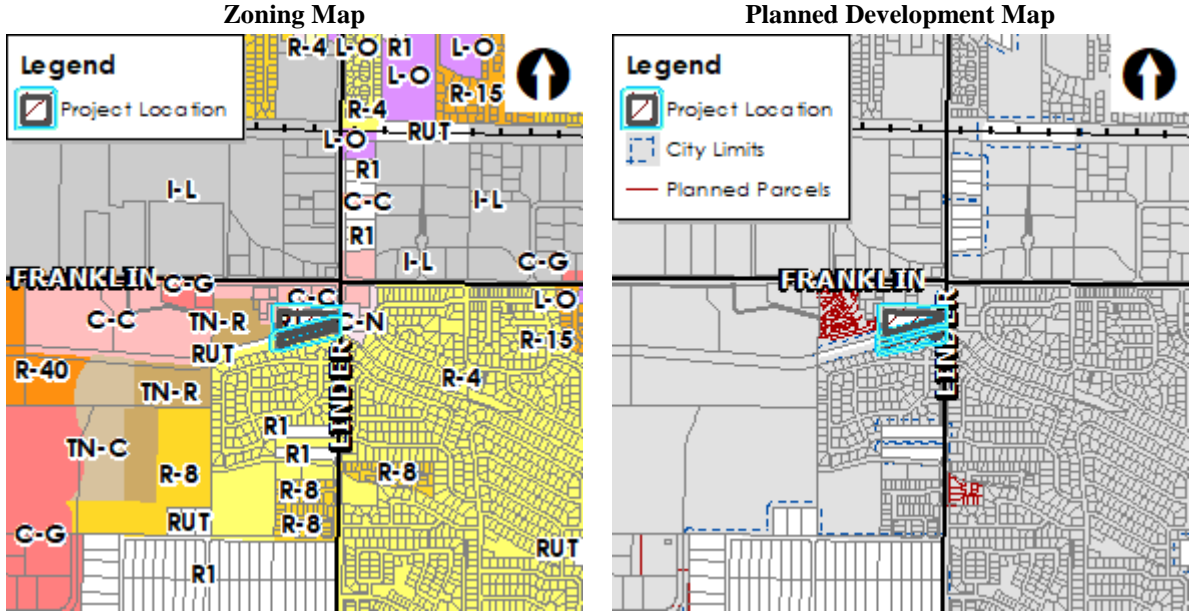 Zoning Map
Planned Development Map
Legend
Project Location
R-4 L-O R1 L-O
L-O
R-15
R-4
RUT
L-O
R1
I-L
C-C
I-L
R1
I-L
C-G
FRANKLIN
C-G
C-C
L-O
C-C
TN-R
R1
C-N
R-15
RUT
R-40
R-4
TN-R
LINDER
R1
TN-C
R1
R-8
R-8
R-8
RUT
R-8
C-G
RUT
R1
Legend
Project Location
City Limits
Planned Parcels
FRANKLIN
LINDER